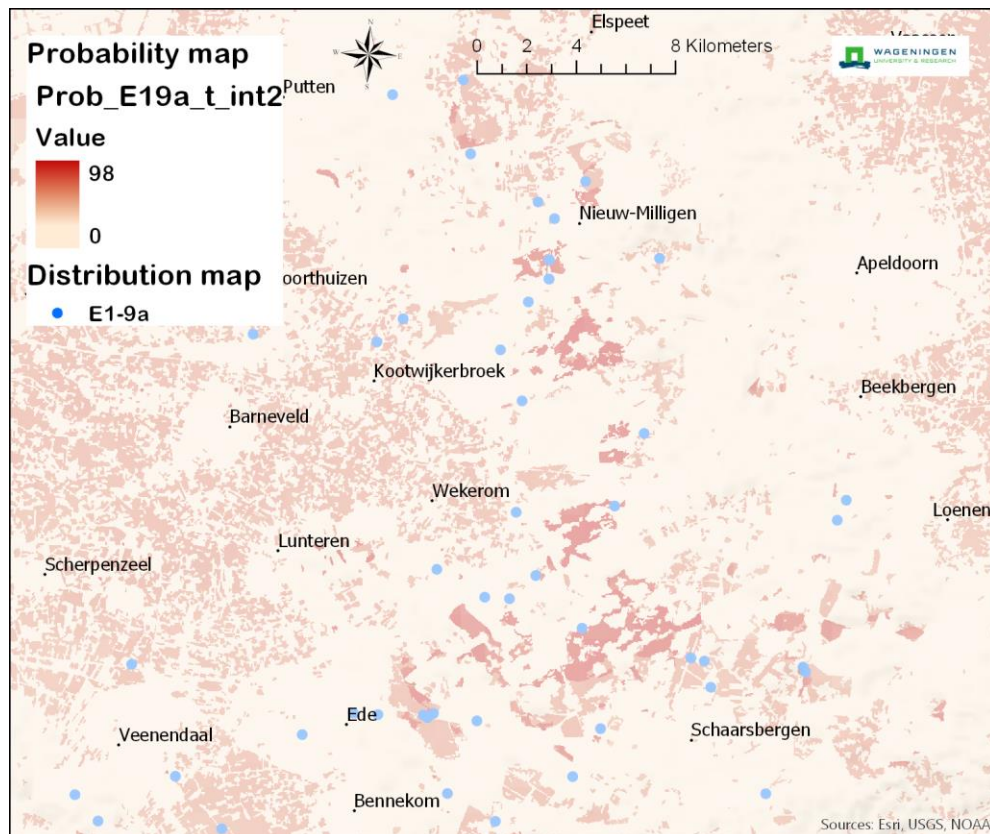 Elspeet
Probability map
Prob_E19a_t_int2
Value
98
0
Distribution map
E1-9a
N
W
E
S
0 2 4 8 Kilometers
WAGENINGEN
UNIVERSITY & RESEARCH
Putten
Nieuw-Milligen
Apeldoorn
oorthuizen
Kootwijkerbroek
Beekbergen
Barneveld
Wekerom
Loenen
Lunteren
Scherpenzeel
Ede
Veenendaal
Schaarsbergen
Bennekom
Sources: Esri, USGS, NOAA